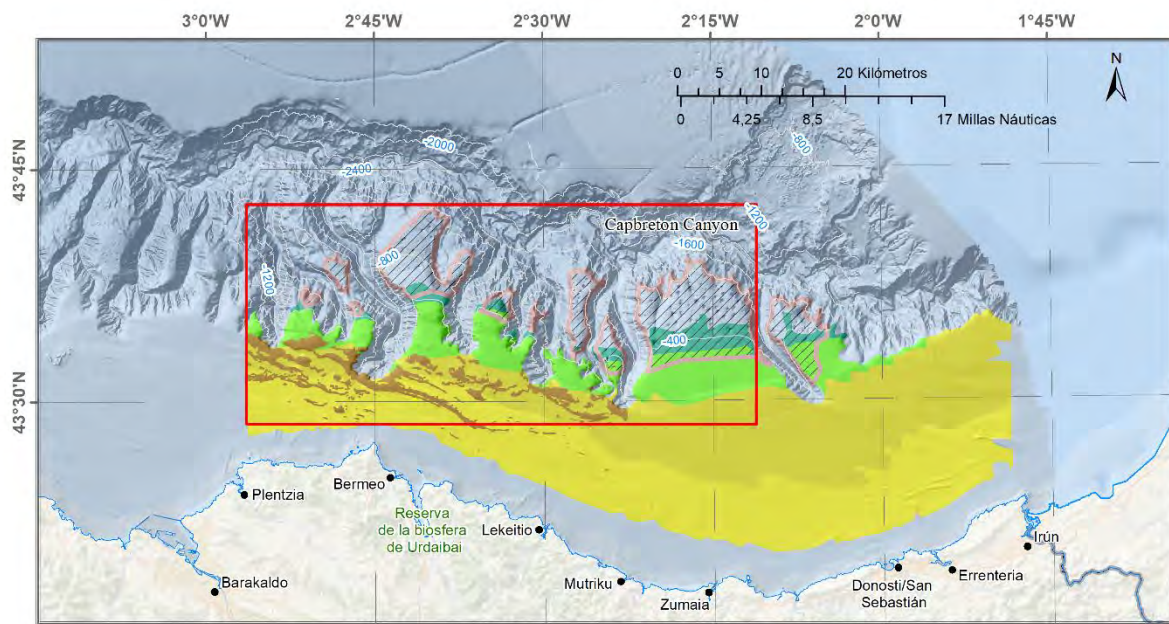 3°0'W 2°45'W 2°30'W 2°15'W 2°0'W 1°45'W
N
0 5 10 20 Kilómetros
0 4,25 8,5 17 Millas Náuticas
43°45'N
43°30'N
-2000
-2400
-800
-1200
Capbreton Canyon
-1600
-800
-1200
-400
Plentzia
Bermeo
Reserva
de la biosfera
de Urdaibai
Lekeitio
Barakaldo
Mutriku
Zumaia
Donosti/San
Sebastián
Errenteria
Irún